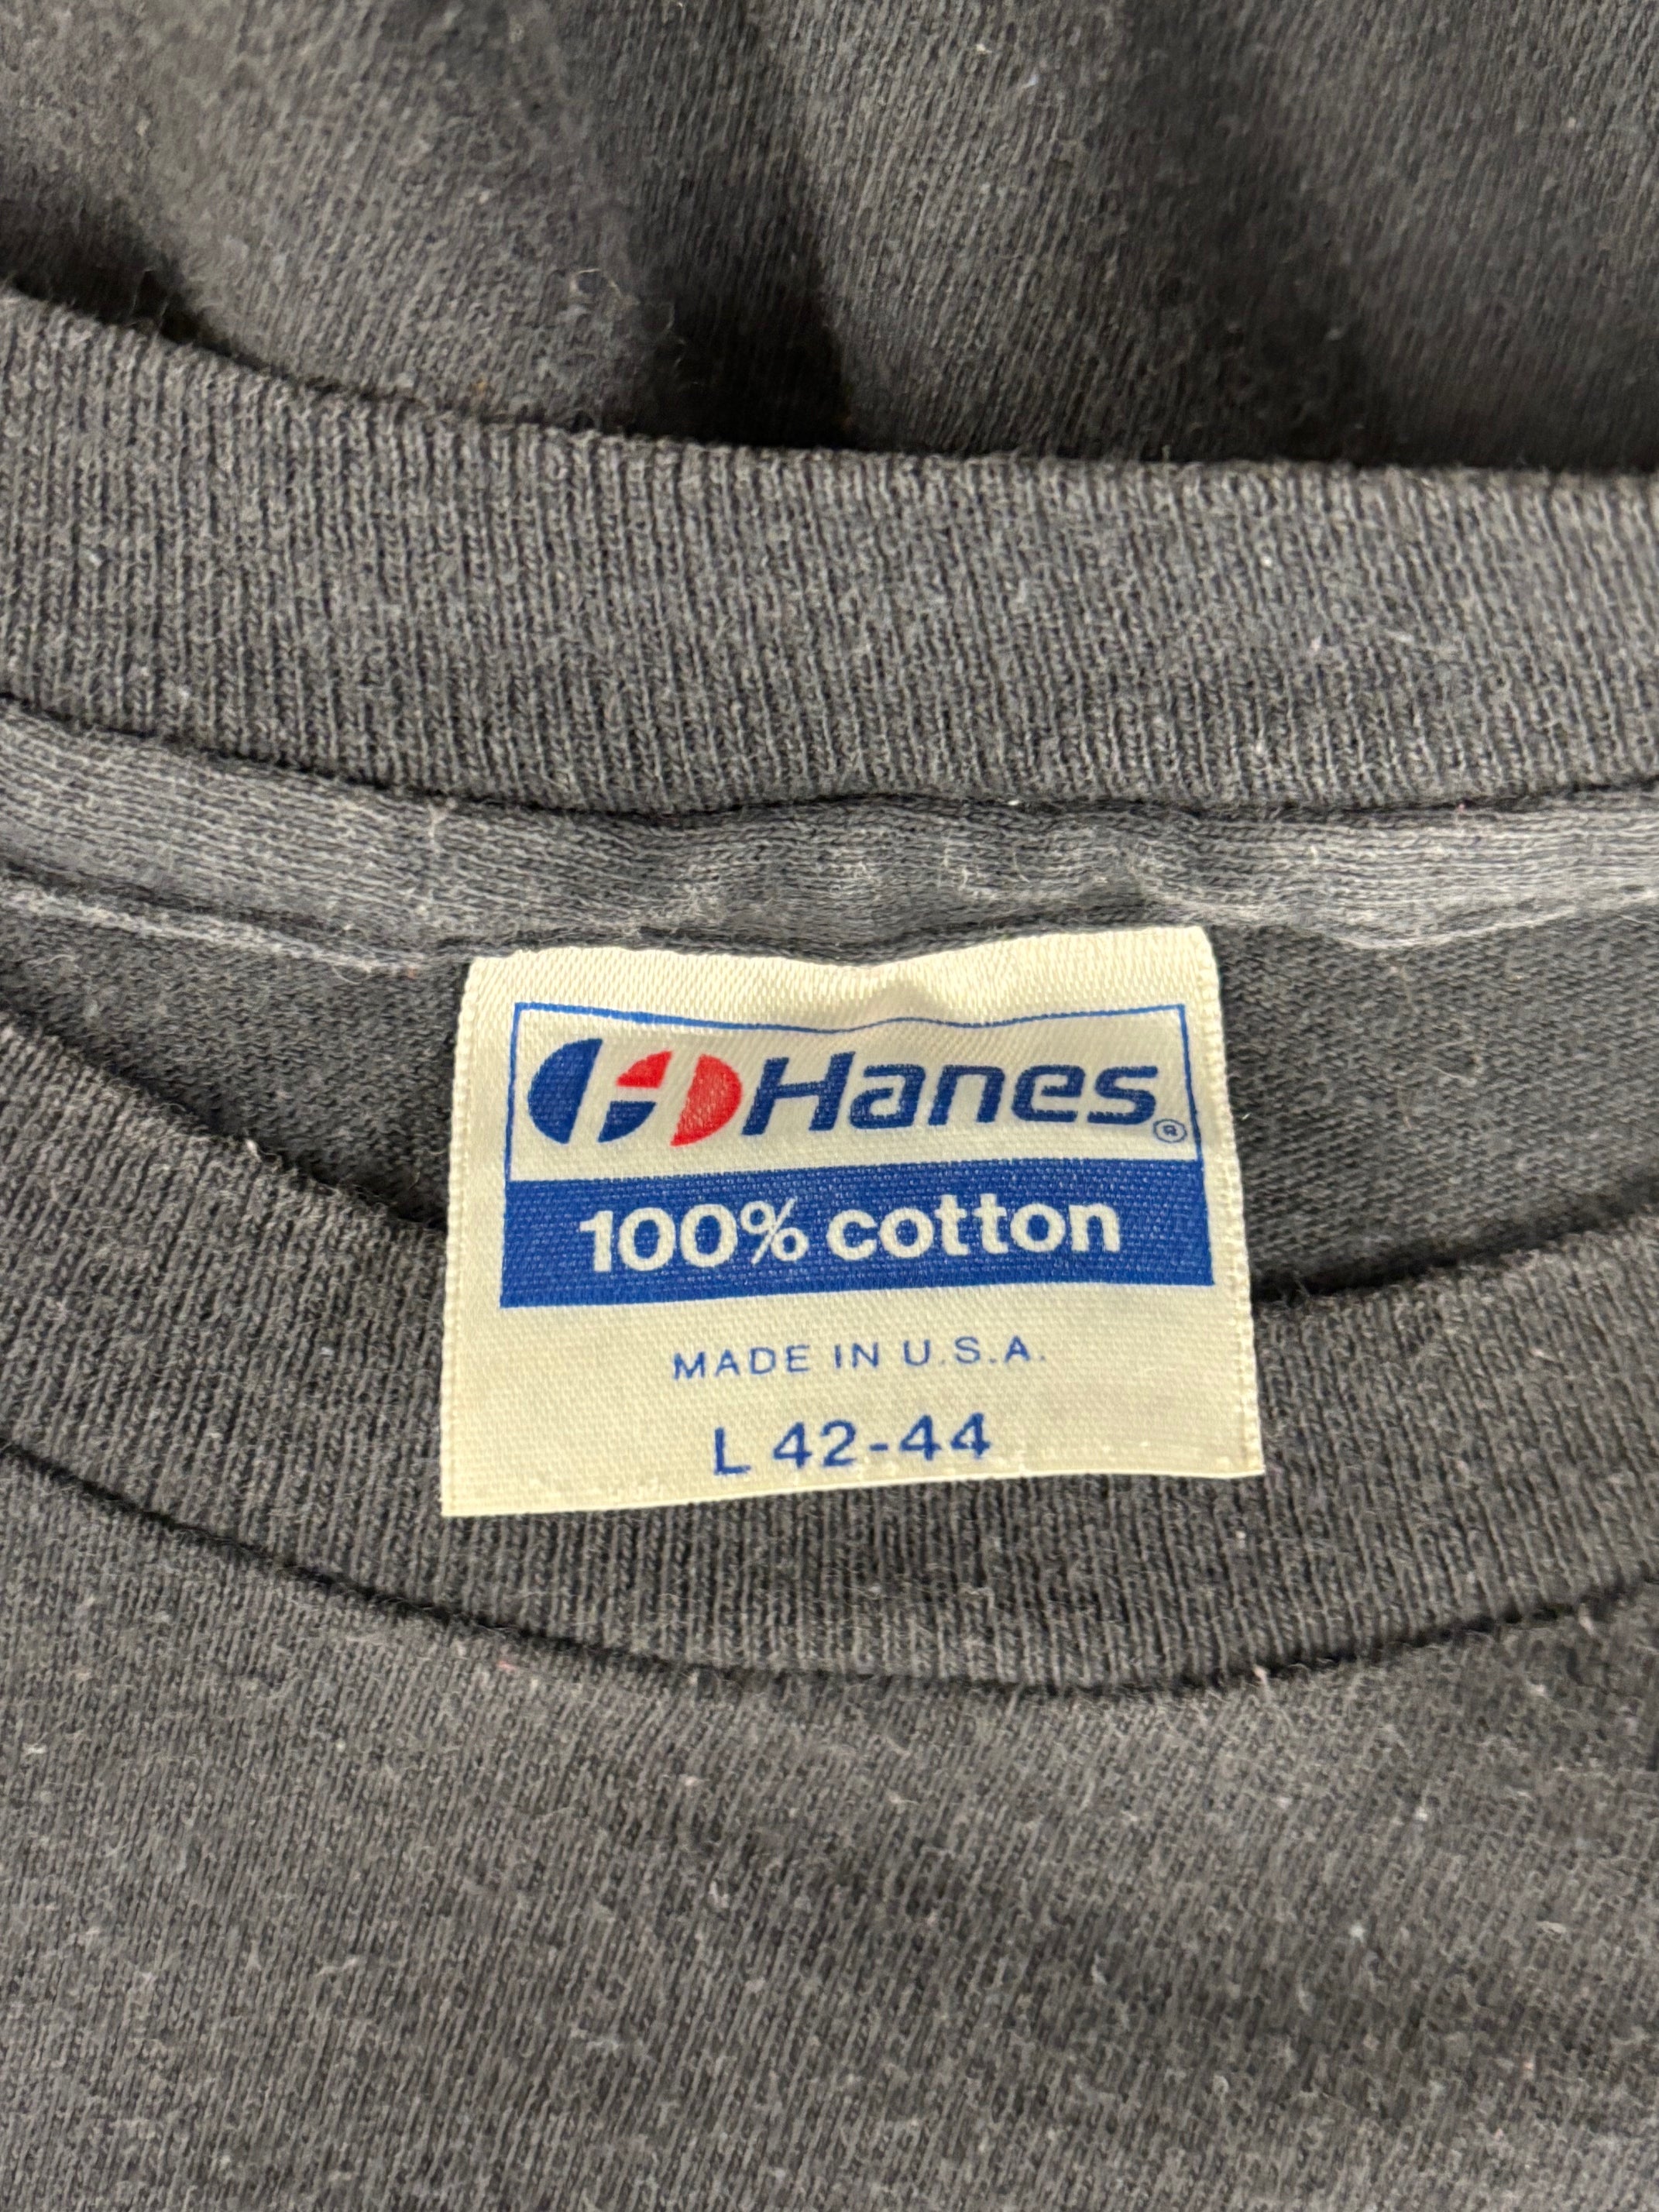 Hanes®
100% cotton
MADE IN U.S.A.
L 42-44